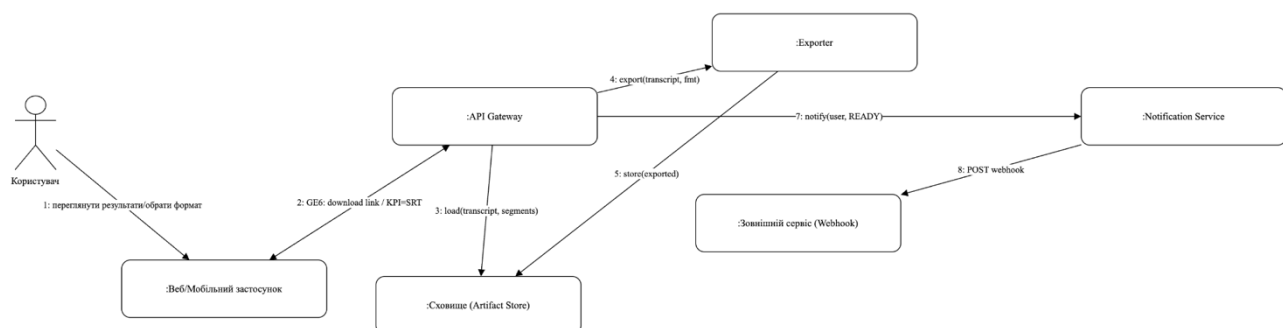 :Exporter
4: export(transcript, fmt)
:API Gateway
7: notify(user, READY)
:Notification Service
Користувач
5: store(exported)
8: POST webhook
1: переглянути результати/обрати формат
2: GE6: download link / KPI=SRT
3: load(transcript, segments)
:Зовнішній сервіс (Webhook)
:Веб/Мобільний застосунок
:Сховище (Artifact Store)